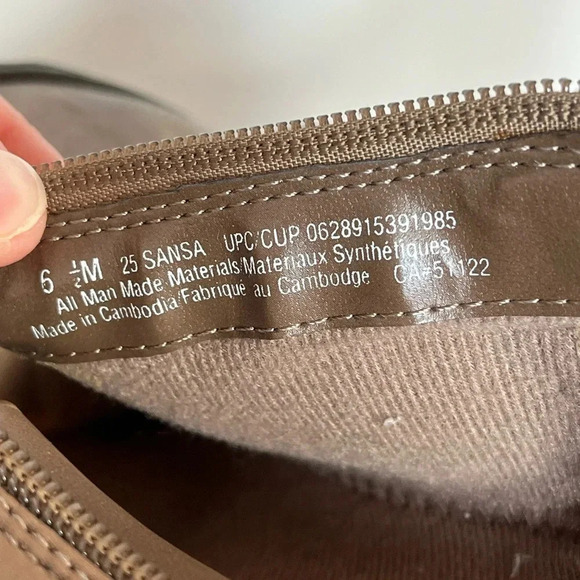 6 ½M 25 SANSA UPC/CUP 0628915391985
All Man Made Materials/Materiaux Synthétiques
Made in Cambodia/Fabriqué au Cambodge CA#51122